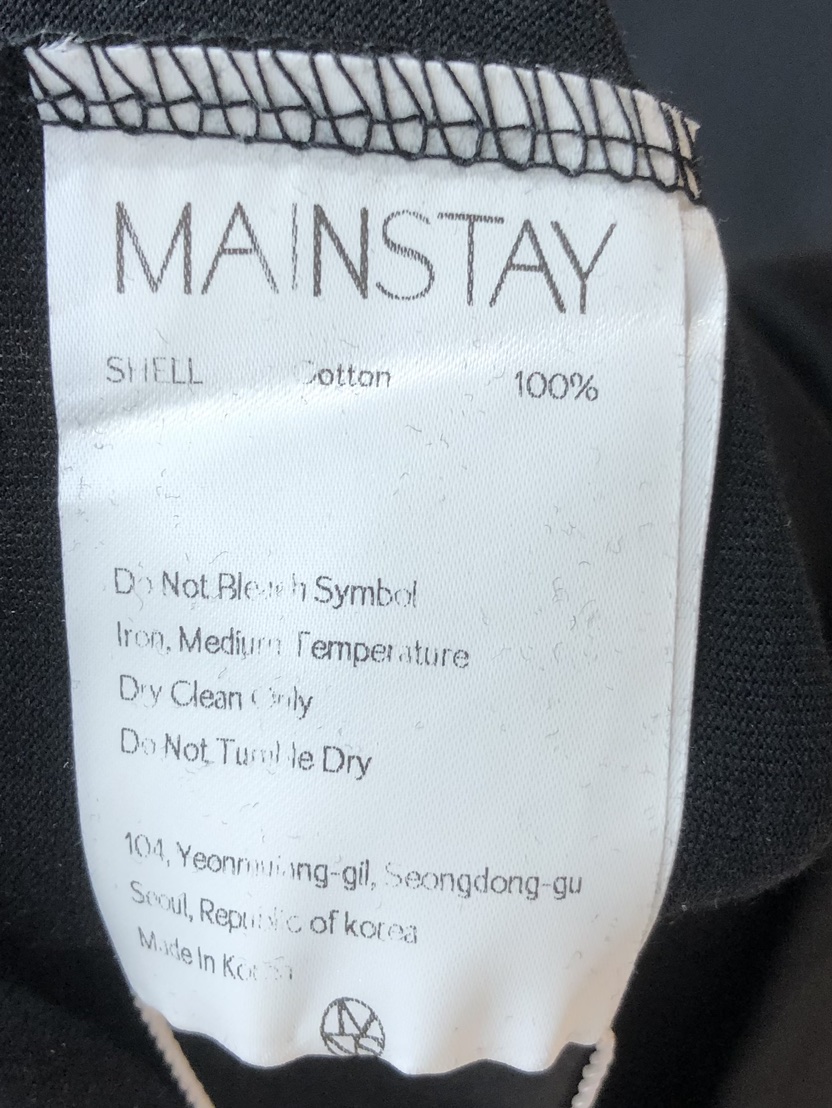 MAINSTAY
SHELL Cotton 100%
Do Not Bleach Symbol
Iron, Medium Temperature
Dry Clean Only
Do Not Tumble Dry
104, Yeonmujang-gil, Seongdong-gu
Seoul, Republic of korea
Made In Korea